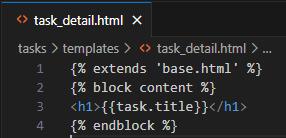 task_detail.html
tasks > templates > task_detail.html > ...
1 {% extends 'base.html' %}
2 {% block content %}
3 <h1>{{task.title}}</h1>
4 {% endblock %}